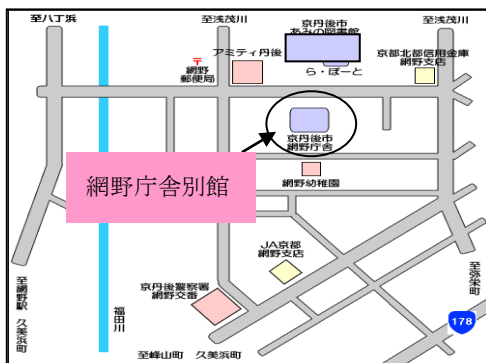 至八丁浜
至浅茂川
京丹後市
あみの図書館
至浅茂川
アミティ丹後
京都北都信用金庫
網野支店
〒
網野
郵便局
ら・ぽーと
京丹後市
網野庁舎
網野庁舎別館
網野幼稚園
JA京都
網野支店
京丹後警察署
網野交番
至網野駅 久美浜町
福田川
至弥栄町
178
至峰山町 久美浜町